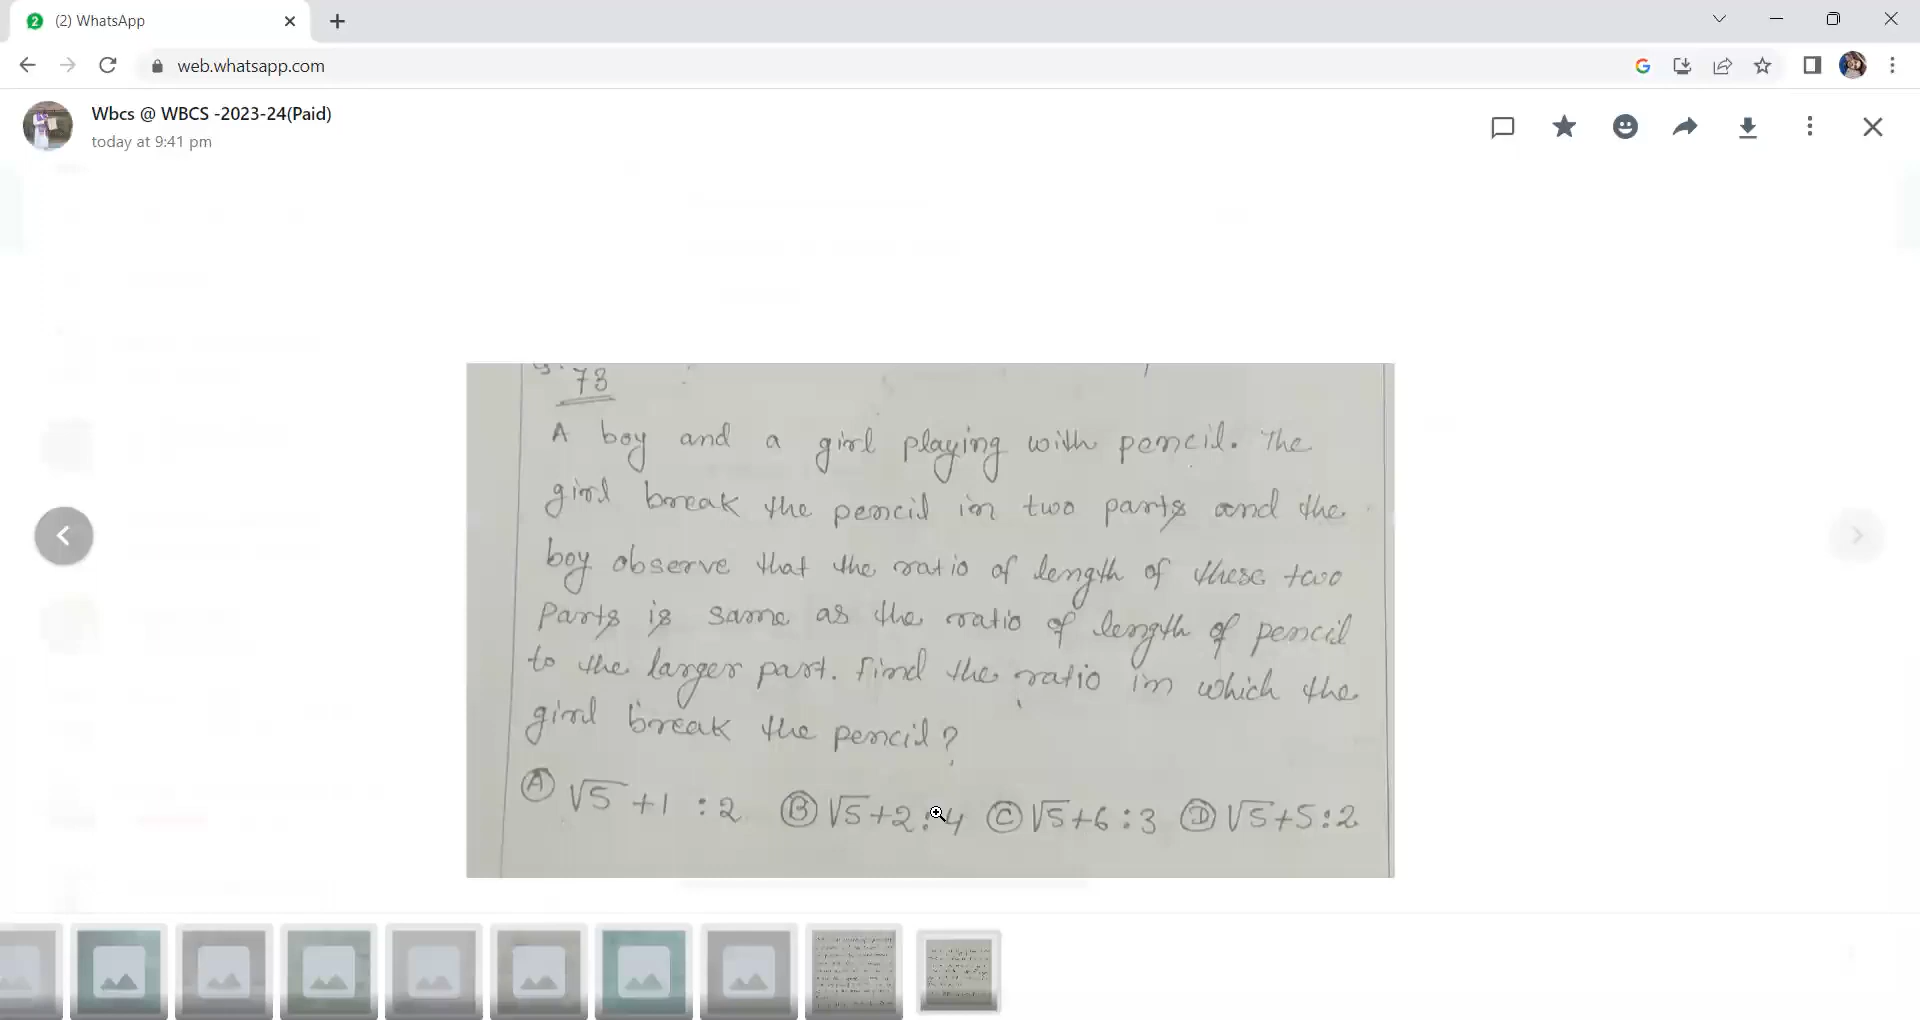 (2) WhatsApp
web.whatsapp.com
Wbcs @ WBCS -2023-24(Paid)
today at 9:41 pm
73
A boy and a girl playing with pencil. The
girl break the pencil in two parts and the
boy observe that the ratio of length of these two
parts is same as the ratio of length of pencil
to the larger part. Find the ratio in which the
girl break the pencil?
Ⓐ √5 +1 : 2 Ⓑ √5+2:4 Ⓒ √5+6:3 Ⓓ √5+5:2